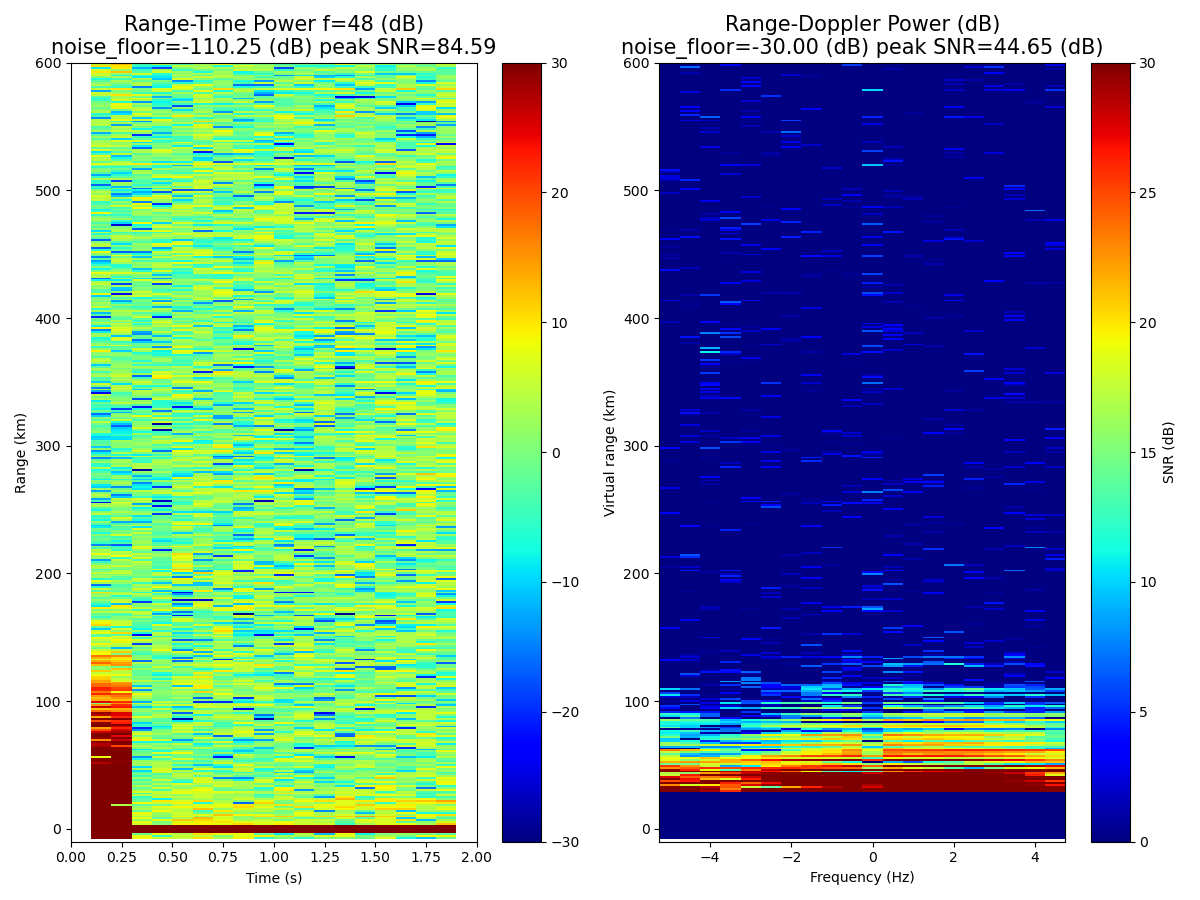 Range-Time Power f=48 (dB)
noise_floor=-110.25 (dB) peak SNR=84.59
600
500
400
300
200
100
0
Range (km)
0.00 0.25 0.50 0.75 1.00 1.25 1.50 1.75 2.00
Time (s)
30
20
10
0
−10
−20
−30
Range-Doppler Power (dB)
noise_floor=-30.00 (dB) peak SNR=44.65 (dB)
600
500
400
300
200
100
0
Virtual range (km)
−4 −2 0 2 4
Frequency (Hz)
30
25
20
15
10
5
0
SNR (dB)